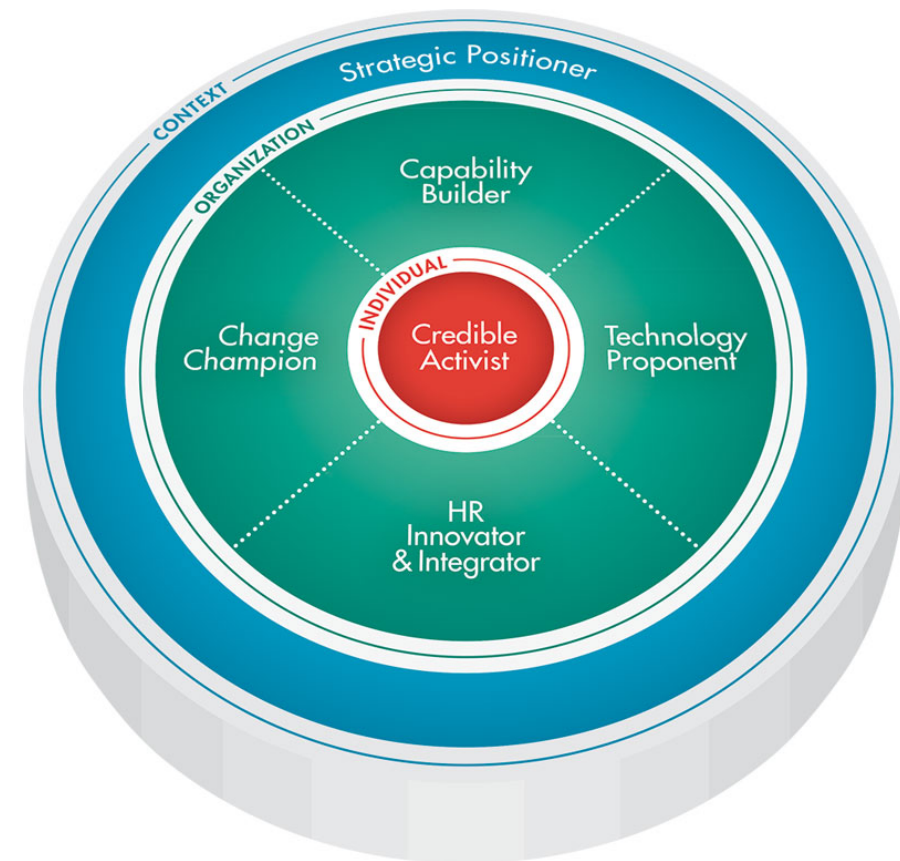 CONTEXT
Strategic Positioner
ORGANIZATION
Capability
Builder
INDIVIDUAL
Change
Champion
Credible
Activist
Technology
Proponent
HR
Innovator
& Integrator